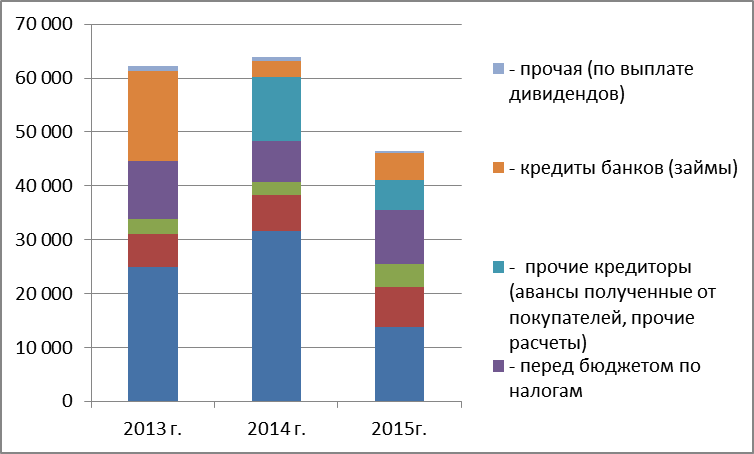 70 000
60 000
50 000
40 000
30 000
20 000
10 000
0
2013 г.
2014 г.
2015г.
- прочая (по выплате
дивидендов)
- кредиты банков (займы)
- прочие кредиторы
(авансы полученные от
покупателей, прочие
расчеты)
- перед бюджетом по
налогам